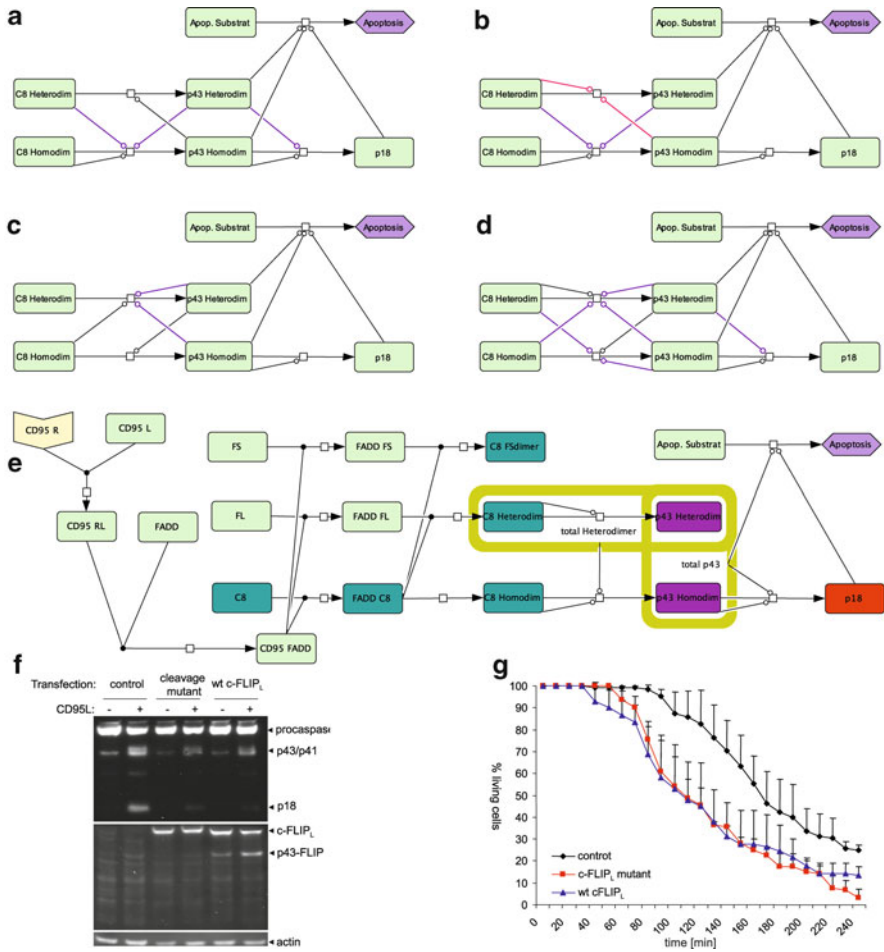 a
Apop. Substrat
Apoptosis
C8 Heterodim
p43 Heterodim
C8 Homodim
p43 Homodim
p18
b
Apop. Substrat
Apoptosis
C8 Heterodim
p43 Heterodim
C8 Homodim
p43 Homodim
p18
c
Apop. Substrat
Apoptosis
C8 Heterodim
p43 Heterodim
C8 Homodim
p43 Homodim
p18
d
Apop. Substrat
Apoptosis
C8 Heterodim
p43 Heterodim
C8 Homodim
p43 Homodim
p18
e
CD95 R
CD95 L
FS
FADD FS
C8 FSdimer
Apop. Substrat
Apoptosis
CD95 RL
FADD
FL
FADD FL
C8 Heterodim
p43 Heterodim
total Heterodimer
total p43
C8
FADD C8
C8 Homodim
p43 Homodim
p18
CD95 FADD
f
Transfection: control cleavage mutant wt c-FLIPL
CD95L: - + - + - +
procaspase
p43/p41
p18
c-FLIPL
p43-FLIP
actin
g
% living cells
100
90
80
70
60
50
40
30
20
10
0
control
c-FLIPL mutant
wt cFLIPL
0 20 40 60 80 100 120 140 160 180 200 220 240
time [min]